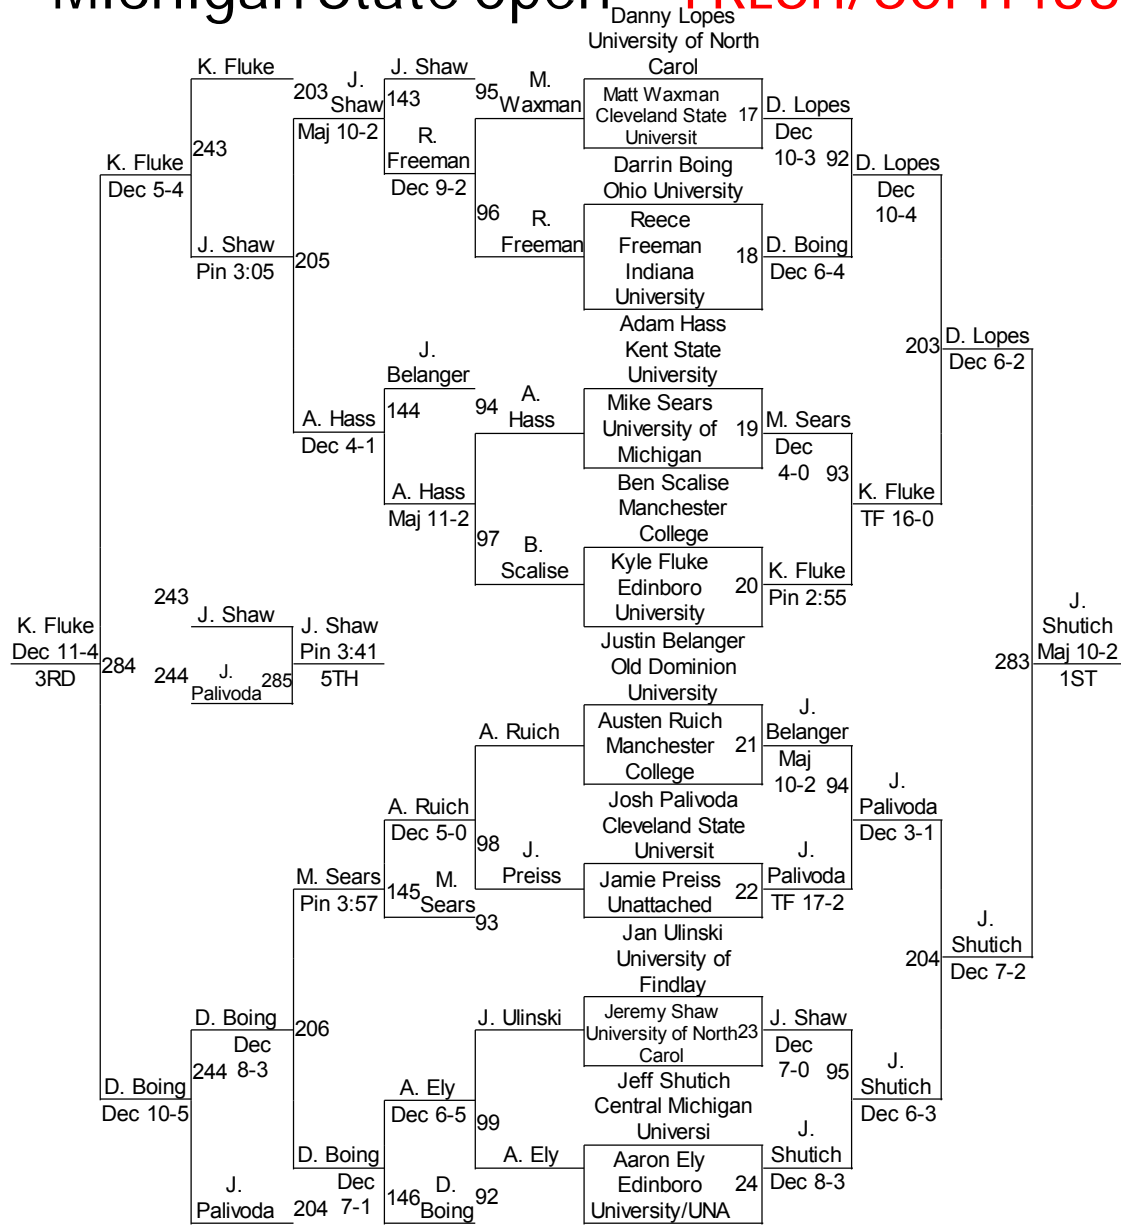 Danny Lopes
University of North
Carol
K. Fluke
203
J.
Shaw
Maj 10-2
J. Shaw
143
95
M.
Waxman
Matt Waxman
Cleveland State
Universit
17
D. Lopes
Dec
10-3
92
D. Lopes
Dec
10-4
R.
Freeman
Dec 9-2
243
K. Fluke
Dec 5-4
Darrin Boing
Ohio University
96
R.
Freeman
Reece
Freeman
Indiana
University
18
D. Boing
Dec 6-4
J. Shaw
Pin 3:05
205
Adam Hass
Kent State
University
203
D. Lopes
Dec 6-2
J.
Belanger
144
94
A.
Hass
Mike Sears
University of
Michigan
19
M. Sears
Dec
4-0
93
A. Hass
Dec 4-1
A. Hass
Maj 11-2
Ben Scalise
Manchester
College
K. Fluke
TF 16-0
97
B.
Scalise
Kyle Fluke
Edinboro
University
20
K. Fluke
Pin 2:55
243
J. Shaw
J. Shaw
Pin 3:41
5TH
K. Fluke
Dec 11-4
3RD
284
244
J.
Palivoda
285
Justin Belanger
Old Dominion
University
283
J.
Shutich
Maj 10-2
1ST
A. Ruich
Austen Ruich
Manchester
College
21
J.
Belanger
Maj
10-2
94
J.
Palivoda
Dec 3-1
A. Ruich
Dec 5-0
98
J.
Preiss
Josh Palivoda
Cleveland State
Universit
Jamie Preiss
Unattached
22
J.
Palivoda
TF 17-2
M. Sears
Pin 3:57
145
M.
Sears
93
Jan Ulinski
University of
Findlay
204
J.
Shutich
Dec 7-2
D. Boing
Dec
8-3
206
J. Ulinski
Jeremy Shaw
University of North
Carol
23
J. Shaw
Dec
7-0
95
J.
Shutich
Dec 6-3
D. Boing
Dec 10-5
244
A. Ely
Dec 6-5
99
Jeff Shutich
Central Michigan
Universi
D. Boing
Dec
7-1
A. Ely
Aaron Ely
Edinboro
University/UNA
24
J.
Shutich
Dec 8-3
J.
Palivoda
204
146
D.
Boing
92